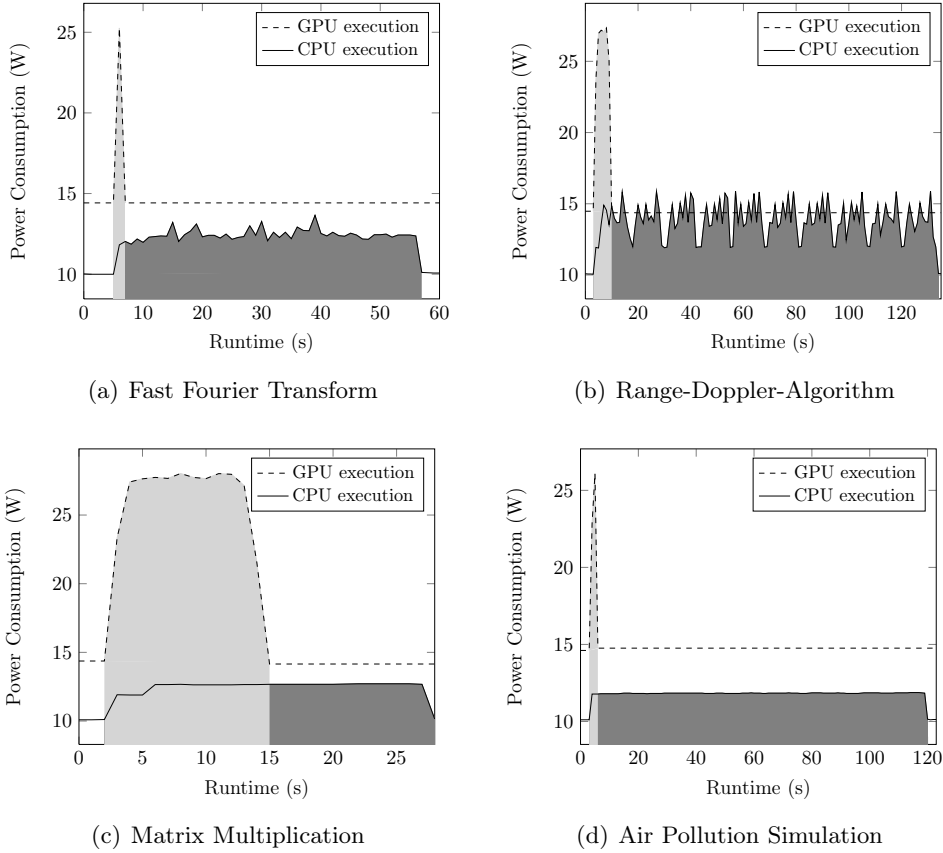 GPU execution
CPU execution
25
20
15
10
Power Consumption (W)
0 10 20 30 40 50 60
Runtime (s)
(a) Fast Fourier Transform
GPU execution
CPU execution
25
20
15
10
Power Consumption (W)
0 20 40 60 80 100 120
Runtime (s)
(b) Range-Doppler-Algorithm
GPU execution
CPU execution
25
20
15
10
Power Consumption (W)
0 5 10 15 20 25
Runtime (s)
(c) Matrix Multiplication
GPU execution
CPU execution
25
20
15
10
Power Consumption (W)
0 20 40 60 80 100 120
Runtime (s)
(d) Air Pollution Simulation